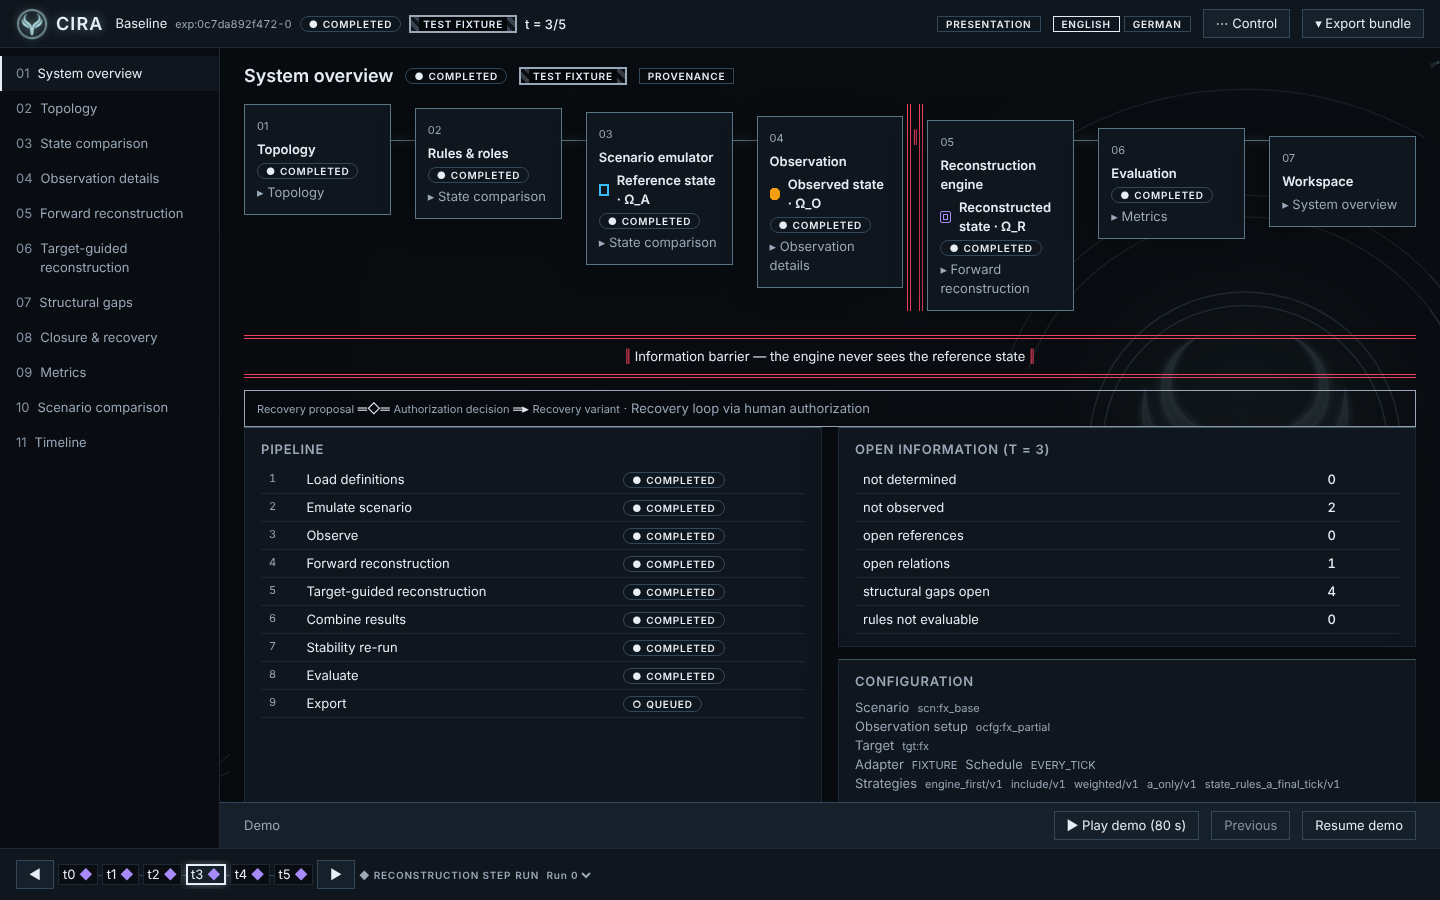 CIRA Baseline exp:0c7da892f472-0 COMPLETED TEST FIXTURE t = 3/5 PRESENTATION ENGLISH GERMAN ··· Control ▾ Export bundle
01 System overview
02 Topology
03 State comparison
04 Observation details
05 Forward reconstruction
06 Target-guided
reconstruction
07 Structural gaps
08 Closure & recovery
09 Metrics
10 Scenario comparison
11 Timeline
System overview COMPLETED TEST FIXTURE PROVENANCE
01
Topology
COMPLETED
▸ Topology
02
Rules & roles
COMPLETED
▸ State comparison
03
Scenario emulator
Reference state
· Ω_A
COMPLETED
▸ State comparison
04
Observation
Observed state
· Ω_O
COMPLETED
▸ Observation
details
05
Reconstruction
engine
Reconstructed
state · Ω_R
COMPLETED
▸ Forward
reconstruction
06
Evaluation
COMPLETED
▸ Metrics
07
Workspace
▸ System overview
Information barrier — the engine never sees the reference state
Recovery proposal ═◇═ Authorization decision ═▸ Recovery variant · Recovery loop via human authorization
PIPELINE
1 Load definitions COMPLETED
2 Emulate scenario COMPLETED
3 Observe COMPLETED
4 Forward reconstruction COMPLETED
5 Target-guided reconstruction COMPLETED
6 Combine results COMPLETED
7 Stability re-run COMPLETED
8 Evaluate COMPLETED
9 Export QUEUED
OPEN INFORMATION (T = 3)
not determined 0
not observed 2
open references 0
open relations 1
structural gaps open 4
rules not evaluable 0
CONFIGURATION
Scenario scn:fx_base
Observation setup ocfg:fx_partial
Target tgt:fx
Adapter FIXTURE Schedule EVERY_TICK
Strategies engine_first/v1 include/v1 weighted/v1 a_only/v1 state_rules_a_final_tick/v1
Demo ▶ Play demo (80 s) Previous Resume demo
◀ t0 ◆ t1 ◆ t2 ◆ t3 ◆ t4 ◆ t5 ◆ ▶ ◆ RECONSTRUCTION STEP RUN Run 0